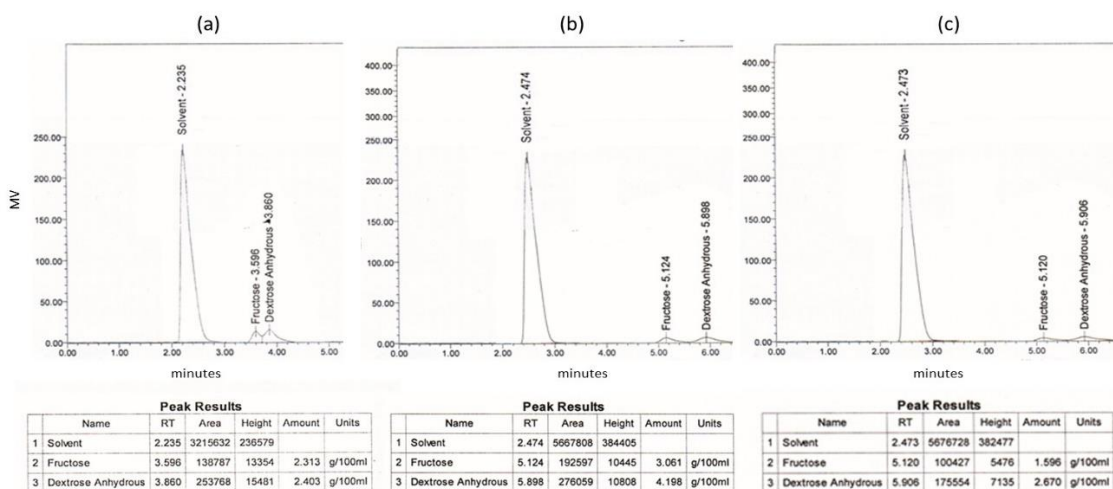 (a) (b) (c)
250.00
200.00
150.00
100.00
50.00
0.00
MV
Solvent - 2.235
Fructose - 3.596
Dextrose Anhydrous - 3.860
0.00 1.00 2.00 3.00 4.00 5.00
minutes
400.00
350.00
300.00
250.00
200.00
150.00
100.00
50.00
0.00
Solvent - 2.474
Fructose - 5.124
Dextrose Anhydrous - 5.898
0.00 1.00 2.00 3.00 4.00 5.00 6.00
minutes
400.00
350.00
300.00
250.00
200.00
150.00
100.00
50.00
0.00
Solvent - 2.473
Fructose - 5.120
Dextrose Anhydrous - 5.906
0.00 1.00 2.00 3.00 4.00 5.00 6.00
minutes
Peak Results
Name RT Area Height Amount Units
1 Solvent 2.235 3215632 236579
2 Fructose 3.596 138787 13354 2.313 g/100ml
3 Dextrose Anhydrous 3.860 253768 15481 2.403 g/100ml
Peak Results
Name RT Area Height Amount Units
1 Solvent 2.474 5667808 384405
2 Fructose 5.124 192597 10445 3.061 g/100ml
3 Dextrose Anhydrous 5.898 276059 10808 4.198 g/100ml
Peak Results
Name RT Area Height Amount Units
1 Solvent 2.473 5676728 382477
2 Fructose 5.120 100427 5476 1.596 g/100ml
3 Dextrose Anhydrous 5.906 175554 7135 2.670 g/100ml